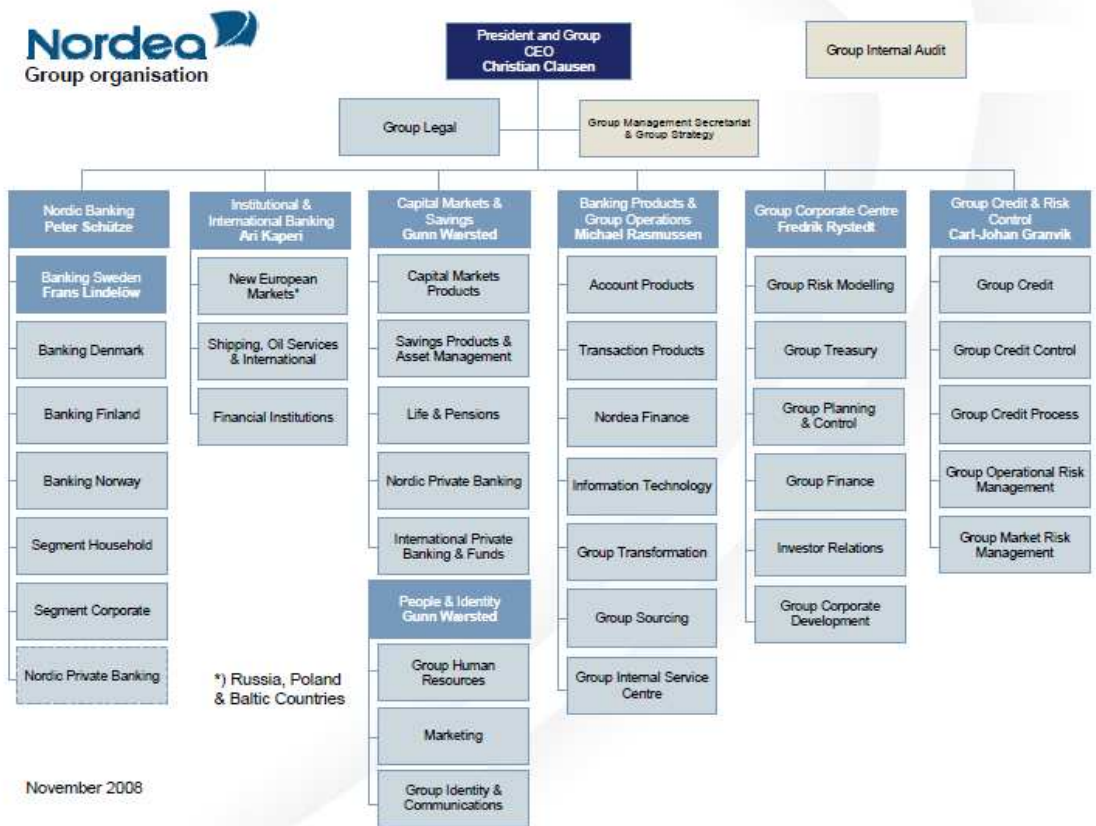 Nordea
Group organisation
President and Group
CEO
Christian Clausen
Group Internal Audit
Group Legal
Group Management Secretariat
& Group Strategy
Nordic Banking
Peter Schütze
Banking Sweden
Frans Lindelöw
Banking Denmark
Banking Finland
Banking Norway
Segment Household
Segment Corporate
Nordic Private Banking
Institutional &
International Banking
Ari Kaperi
New European
Markets*
Shipping, Oil Services
& International
Financial Institutions
*) Russia, Poland
& Baltic Countries
Capital Markets &
Savings
Gunn Wærsted
Capital Markets
Products
Savings Products &
Asset Management
Life & Pensions
Nordic Private Banking
International Private
Banking & Funds
People & Identity
Gunn Wærsted
Group Human
Resources
Marketing
Group Identity &
Communications
Banking Products &
Group Operations
Michael Rasmussen
Account Products
Transaction Products
Nordea Finance
Information Technology
Group Transformation
Group Sourcing
Group Internal Service
Centre
Group Corporate Centre
Fredrik Rystedt
Group Risk Modelling
Group Treasury
Group Planning
& Control
Group Finance
Investor Relations
Group Corporate
Development
Group Credit & Risk
Control
Carl-Johan Granvik
Group Credit
Group Credit Control
Group Credit Process
Group Operational Risk
Management
Group Market Risk
Management
November 2008